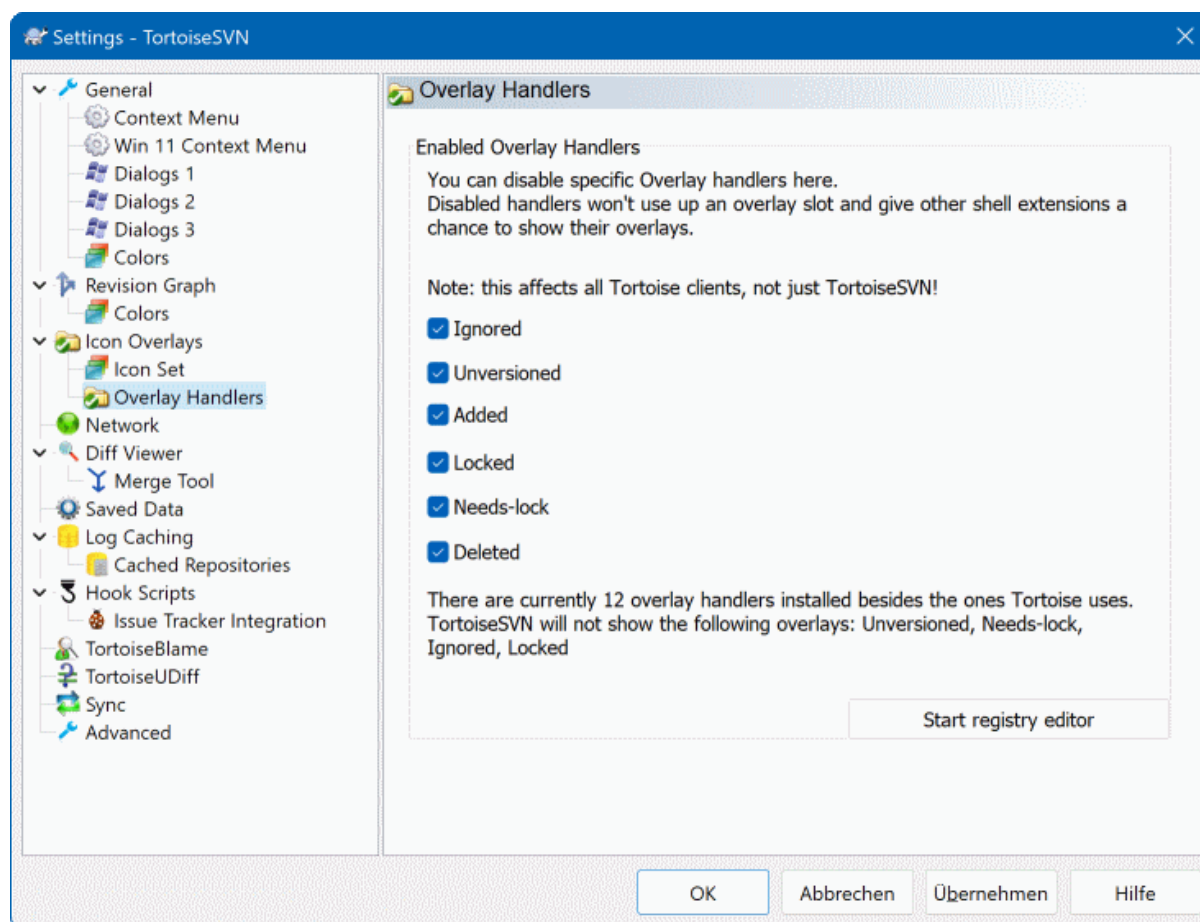 Settings - TortoiseSVN
General
Context Menu
Win 11 Context Menu
Dialogs 1
Dialogs 2
Dialogs 3
Colors
Revision Graph
Colors
Icon Overlays
Icon Set
Overlay Handlers
Network
Diff Viewer
Merge Tool
Saved Data
Log Caching
Cached Repositories
Hook Scripts
Issue Tracker Integration
TortoiseBlame
TortoiseUDiff
Sync
Advanced
Overlay Handlers
Enabled Overlay Handlers
You can disable specific Overlay handlers here.
Disabled handlers won't use up an overlay slot and give other shell extensions a
chance to show their overlays.
Note: this affects all Tortoise clients, not just TortoiseSVN!
Ignored
Unversioned
Added
Locked
Needs-lock
Deleted
There are currently 12 overlay handlers installed besides the ones Tortoise uses.
TortoiseSVN will not show the following overlays: Unversioned, Needs-lock,
Ignored, Locked
Start registry editor
OK
Abbrechen
Übernehmen
Hilfe